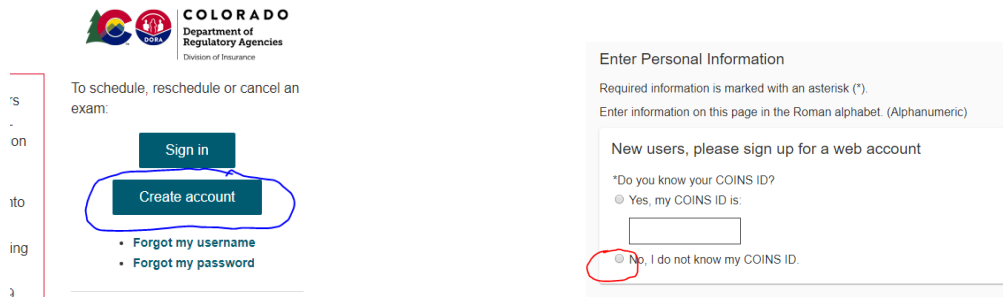 COLORADO
Department of
Regulatory Agencies
Division of Insurance
DORA
To schedule, reschedule or cancel an
exam:
Sign in
Create account
• Forgot my username
• Forgot my password
on
ing
Enter Personal Information
Required information is marked with an asterisk (*).
Enter information on this page in the Roman alphabet. (Alphanumeric)
New users, please sign up for a web account
*Do you know your COINS ID?
Yes, my COINS ID is:
No, I do not know my COINS ID.